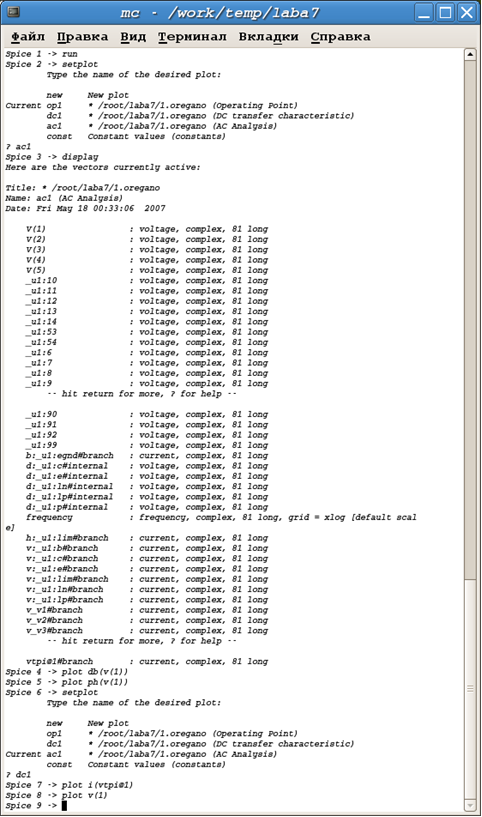 mc - /work/temp/laba7
Файл Правка Вид Терминал Вкладки Справка
Spice 1 -> run
Spice 2 -> setplot
Type the name of the desired plot:
new New plot
Current op1 * /root/laba7/1.oregano (Operating Point)
dc1 * /root/laba7/1.oregano (DC transfer characteristic)
ac1 * /root/laba7/1.oregano (AC Analysis)
const Constant values (constants)
? ac1
Spice 3 -> display
Here are the vectors currently active:
Title: * /root/laba7/1.oregano
Name: ac1 (AC Analysis)
Date: Fri May 18 00:33:06 2007
V(1) : voltage, complex, 81 long
V(2) : voltage, complex, 81 long
V(3) : voltage, complex, 81 long
V(4) : voltage, complex, 81 long
V(5) : voltage, complex, 81 long
_u1:10 : voltage, complex, 81 long
_u1:11 : voltage, complex, 81 long
_u1:12 : voltage, complex, 81 long
_u1:13 : voltage, complex, 81 long
_u1:14 : voltage, complex, 81 long
_u1:53 : voltage, complex, 81 long
_u1:54 : voltage, complex, 81 long
_u1:6 : voltage, complex, 81 long
_u1:7 : voltage, complex, 81 long
_u1:8 : voltage, complex, 81 long
_u1:9 : voltage, complex, 81 long
-- hit return for more, ? for help --
_u1:90 : voltage, complex, 81 long
_u1:91 : voltage, complex, 81 long
_u1:92 : voltage, complex, 81 long
_u1:99 : voltage, complex, 81 long
b:_u1:egnd#branch : current, complex, 81 long
d:_u1:c#internal : voltage, complex, 81 long
d:_u1:e#internal : voltage, complex, 81 long
d:_u1:ln#internal : voltage, complex, 81 long
d:_u1:lp#internal : voltage, complex, 81 long
d:_u1:p#internal : voltage, complex, 81 long
frequency : frequency, complex, 81 long, grid = xlog [default scal
e]
h:_u1:lim#branch : current, complex, 81 long
v:_u1:b#branch : current, complex, 81 long
v:_u1:c#branch : current, complex, 81 long
v:_u1:e#branch : current, complex, 81 long
v:_u1:lim#branch : current, complex, 81 long
v:_u1:ln#branch : current, complex, 81 long
v:_u1:lp#branch : current, complex, 81 long
v_v1#branch : current, complex, 81 long
v_v2#branch : current, complex, 81 long
v_v3#branch : current, complex, 81 long
-- hit return for more, ? for help --
vtpi@1#branch : current, complex, 81 long
Spice 4 -> plot db(v(1))
Spice 5 -> plot ph(v(1))
Spice 6 -> setplot
Type the name of the desired plot:
new New plot
op1 * /root/laba7/1.oregano (Operating Point)
dc1 * /root/laba7/1.oregano (DC transfer characteristic)
Current ac1 * /root/laba7/1.oregano (AC Analysis)
const Constant values (constants)
? dc1
Spice 7 -> plot i(vtpi@1)
Spice 8 -> plot v(1)
Spice 9 ->